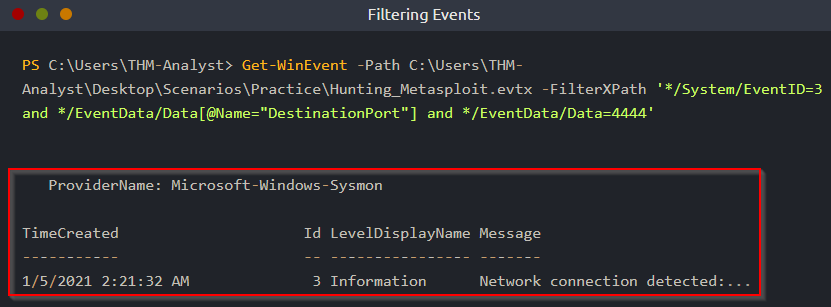 Filtering Events
PS C:\Users\THM-Analyst> Get-WinEvent -Path C:\Users\THM-
Analyst\Desktop\Scenarios\Practice\Hunting_Metasploit.evtx -FilterXPath '*/System/EventID=3
and */EventData/Data[@Name="DestinationPort"] and */EventData/Data=4444'
ProviderName: Microsoft-Windows-Sysmon
TimeCreated Id LevelDisplayName Message
----------- -- ---------------- -------
1/5/2021 2:21:32 AM 3 Information Network connection detected:...